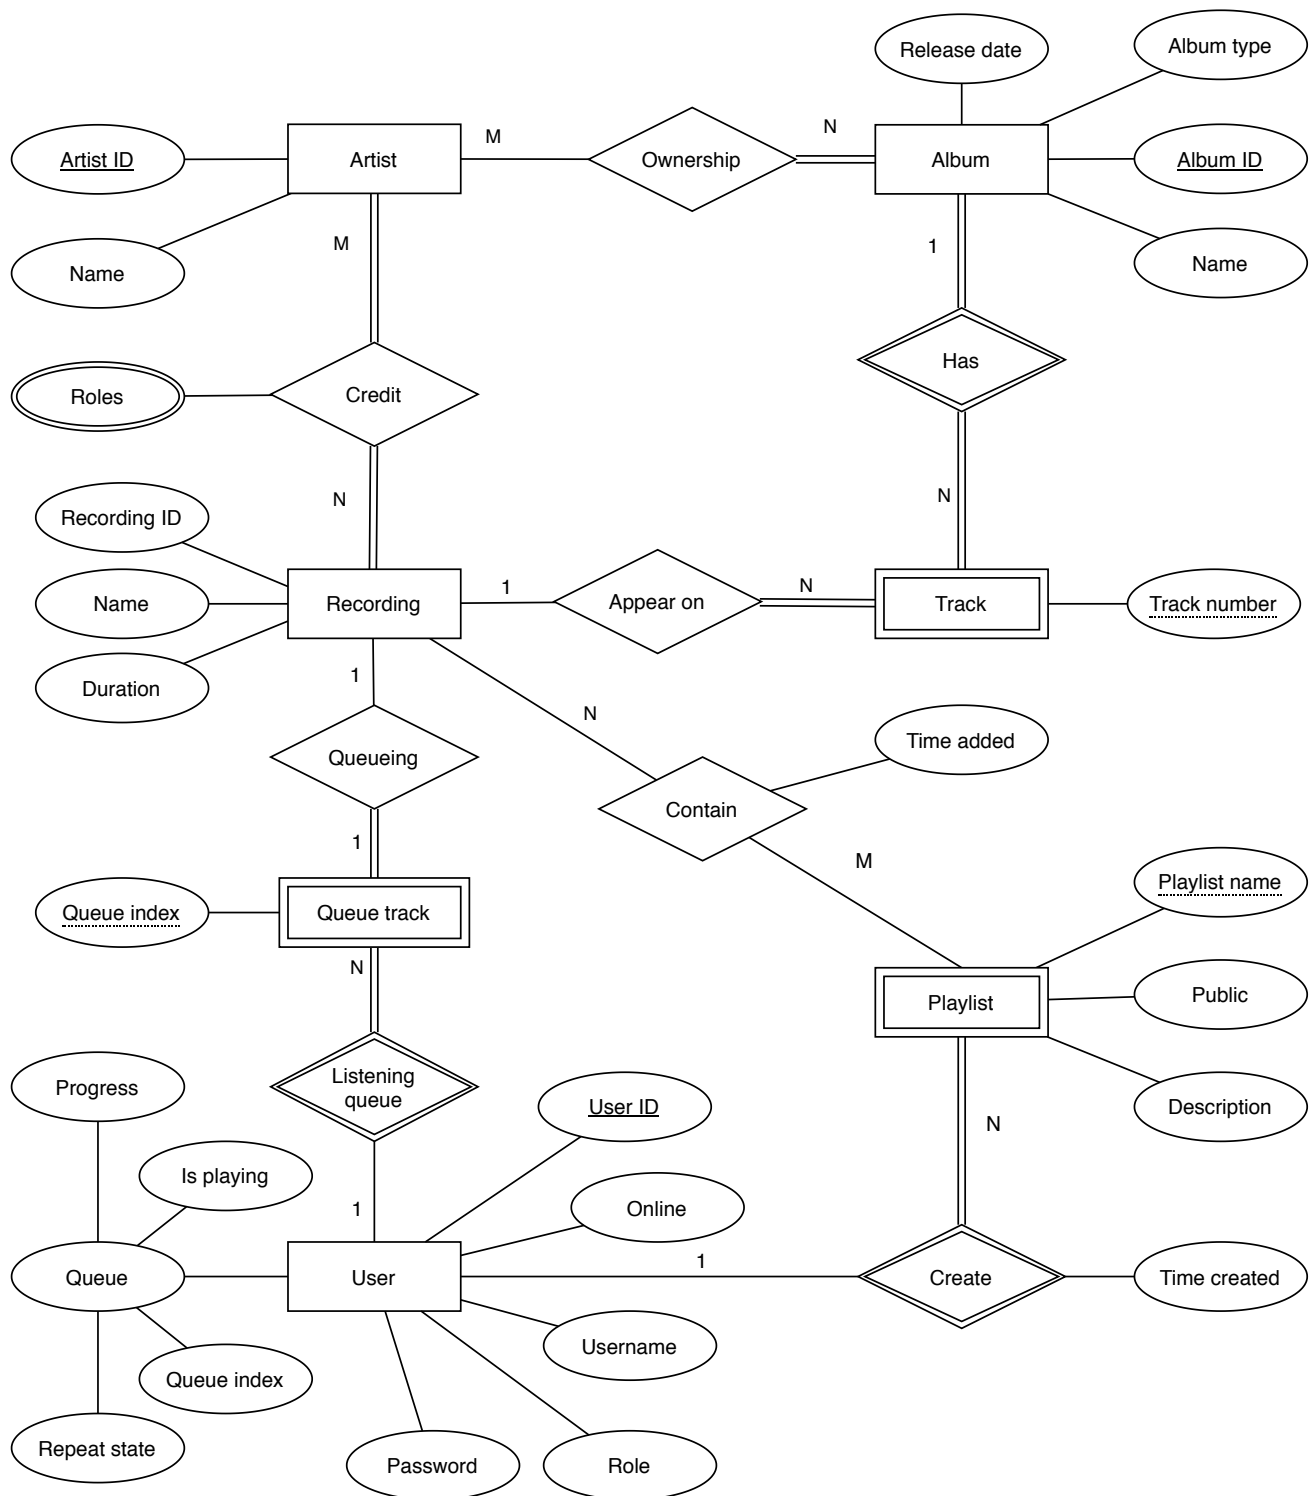 Release date
Album type
M
N
Artist ID
Artist
Ownership
Album
Album ID
M
1
Name
Name
Has
Roles
Credit
N
N
Recording ID
1
N
Name
Recording
Appear on
Track
Track number
1
Duration
N
Time added
Queueing
Contain
1
M
Playlist name
Queue index
Queue track
N
Public
Playlist
Listening
queue
Progress
User ID
Description
N
Is playing
1
Online
1
Queue
User
Create
Time created
Username
Queue index
Repeat state
Password
Role